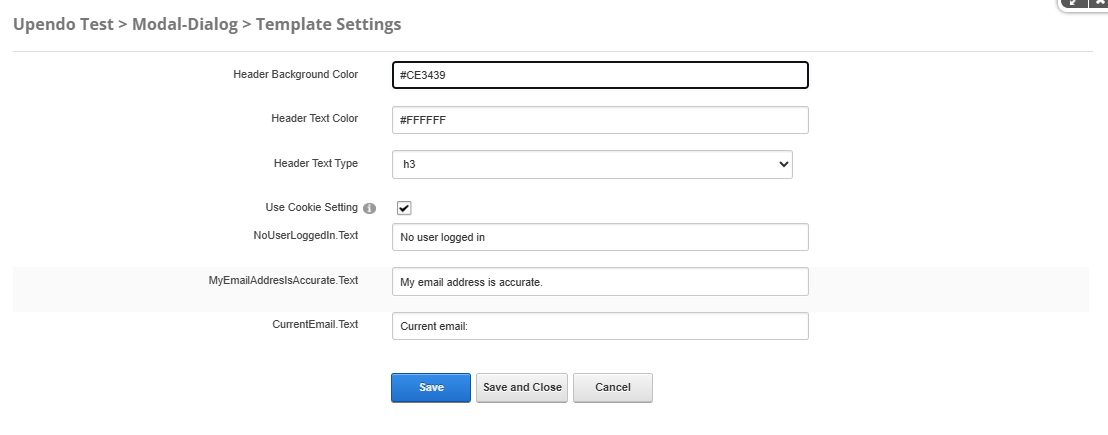 Upendo Test > Modal-Dialog > Template Settings
Header Background Color #CE3439
Header Text Color #FFFFFF
Header Text Type h3
Use Cookie Setting
NoUserLoggedIn.Text No user logged in
MyEmailAddresIsAccurate.Text My email address is accurate.
CurrentEmail.Text Current email:
Save Save and Close Cancel